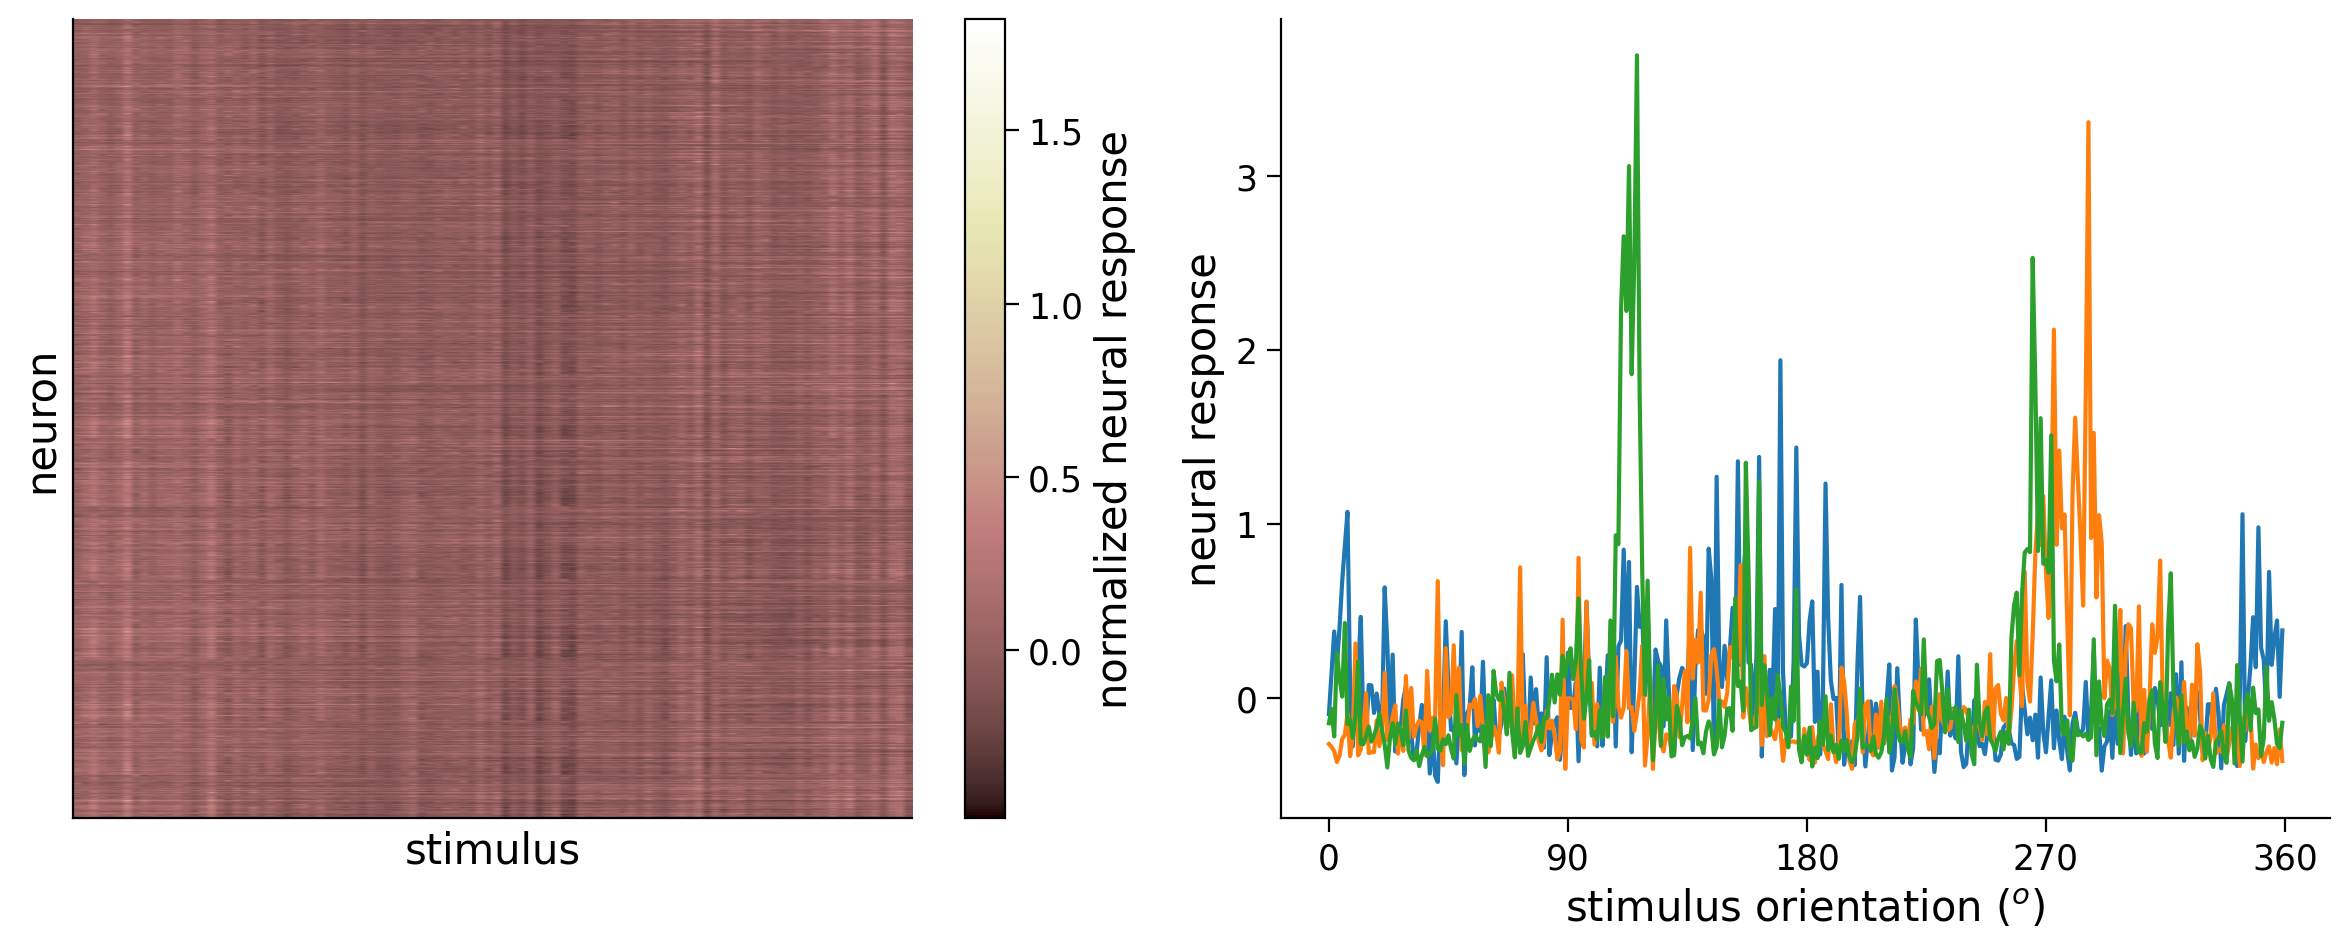 neuron
stimulus
1.5
1.0
0.5
0.0
normalized neural response
neural response
3
2
1
0
0 90 180 270 360
stimulus orientation (o)